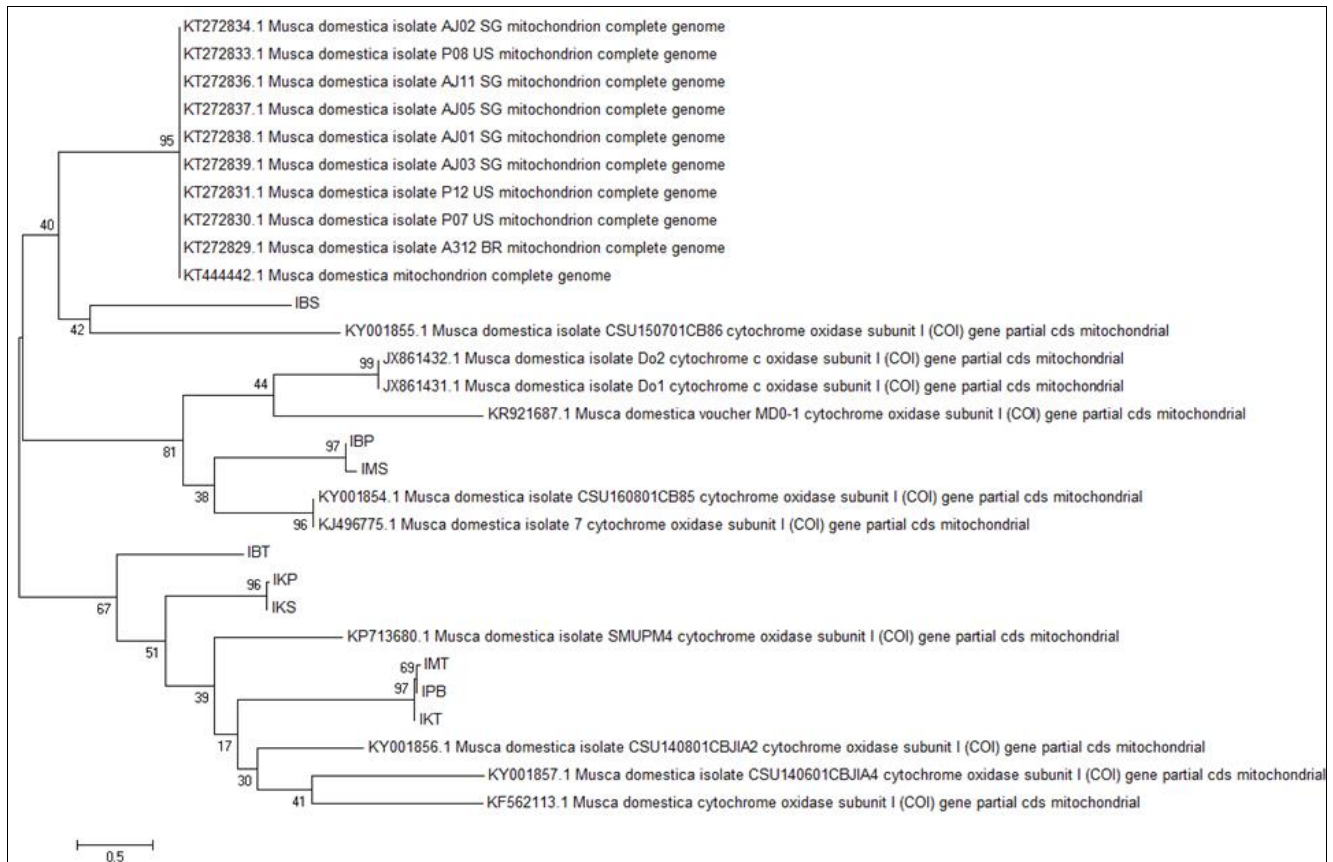 KT272834.1 Musca domestica isolate AJ02 SG mitochondrion complete genome
KT272833.1 Musca domestica isolate P08 US mitochondrion complete genome
KT272836.1 Musca domestica isolate AJ11 SG mitochondrion complete genome
KT272837.1 Musca domestica isolate AJ05 SG mitochondrion complete genome
KT272838.1 Musca domestica isolate AJ01 SG mitochondrion complete genome
95
KT272839.1 Musca domestica isolate AJ03 SG mitochondrion complete genome
KT272831.1 Musca domestica isolate P12 US mitochondrion complete genome
KT272830.1 Musca domestica isolate P07 US mitochondrion complete genome
40
KT272829.1 Musca domestica isolate A312 BR mitochondrion complete genome
KT444442.1 Musca domestica mitochondrion complete genome
IBS
42
KY001855.1 Musca domestica isolate CSU150701CB86 cytochrome oxidase subunit I (COI) gene partial cds mitochondrial
99
JX861432.1 Musca domestica isolate Do2 cytochrome c oxidase subunit I (COI) gene partial cds mitochondrial
44
JX861431.1 Musca domestica isolate Do1 cytochrome c oxidase subunit I (COI) gene partial cds mitochondrial
KR921687.1 Musca domestica voucher MD0-1 cytochrome oxidase subunit I (COI) gene partial cds mitochondrial
81
97
IBP
IMS
38
KY001854.1 Musca domestica isolate CSU160801CB85 cytochrome oxidase subunit I (COI) gene partial cds mitochondrial
96
KJ496775.1 Musca domestica isolate 7 cytochrome oxidase subunit I (COI) gene partial cds mitochondrial
IBT
96
IKP
67
IKS
51
KP713680.1 Musca domestica isolate SMUPM4 cytochrome oxidase subunit I (COI) gene partial cds mitochondrial
69
IMT
39
97
IPB
IKT
17
KY001856.1 Musca domestica isolate CSU140801CBJIA2 cytochrome oxidase subunit I (COI) gene partial cds mitochondrial
30
KY001857.1 Musca domestica isolate CSU140601CBJIA4 cytochrome oxidase subunit I (COI) gene partial cds mitochondrial
41
KF562113.1 Musca domestica cytochrome oxidase subunit I (COI) gene partial cds mitochondrial
0.5